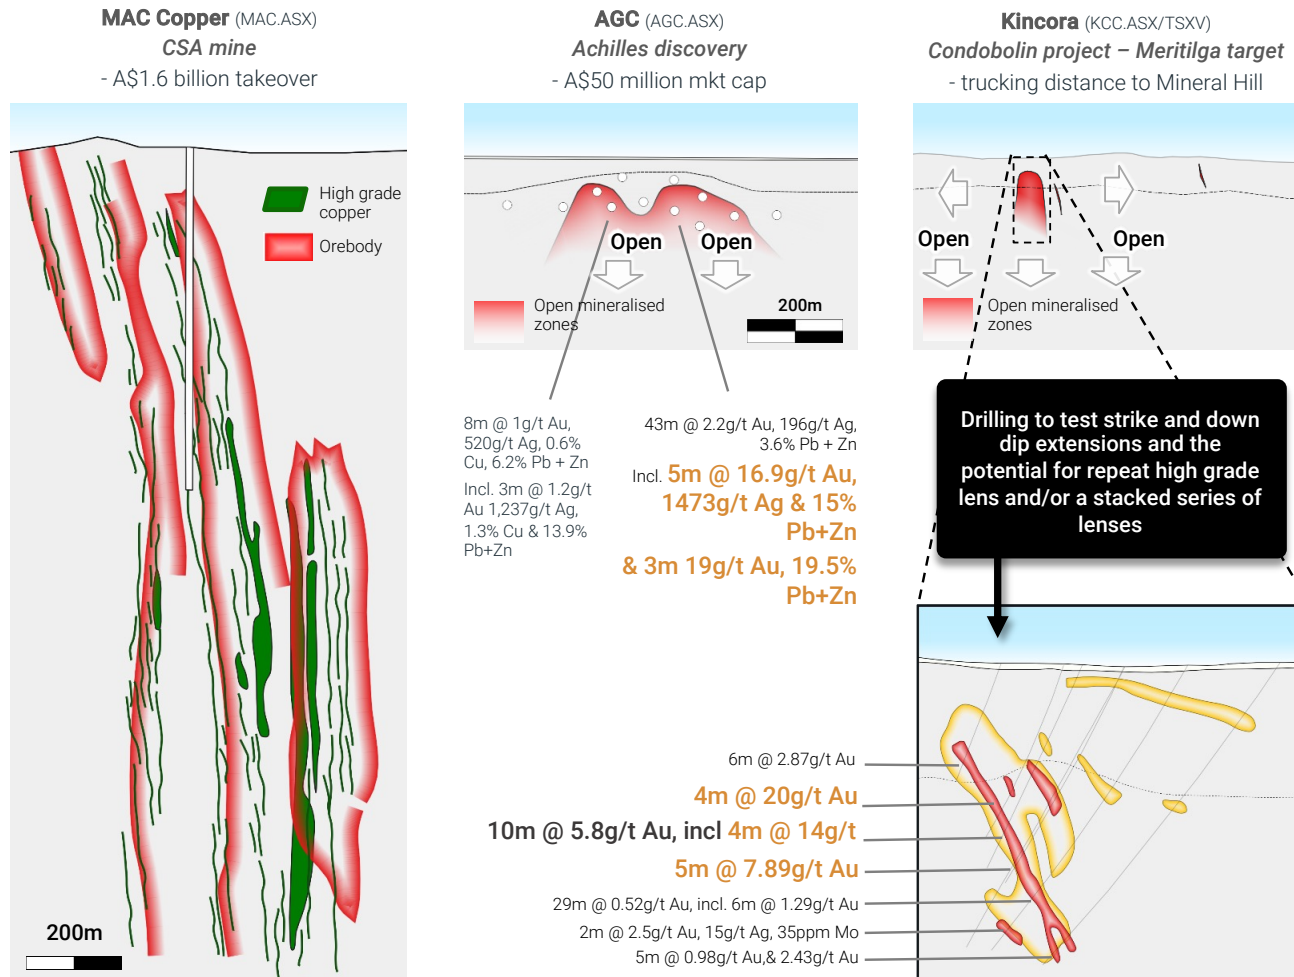 MAC Copper (MAC.ASX)
CSA mine
- A$1.6 billion takeover
High grade
copper
Orebody
200m
AGC (AGC.ASX)
Achilles discovery
- A$50 million mkt cap
Open
Open
Open mineralised
zones
200m
8m @ 1g/t Au,
520g/t Ag, 0.6%
Cu, 6.2% Pb + Zn
Incl. 3m @ 1.2g/t
Au 1,237g/t Ag,
1.3% Cu & 13.9%
Pb+Zn
43m @ 2.2g/t Au, 196g/t Ag,
3.6% Pb + Zn
Incl. 5m @ 16.9g/t Au,
1473g/t Ag & 15%
Pb+Zn
& 3m 19g/t Au, 19.5%
Pb+Zn
Kincora (KCC.ASX/TSXV)
Condobolin project – Meritilga target
- trucking distance to Mineral Hill
Open
Open
Open mineralised
zones
Drilling to test strike and down
dip extensions and the
potential for repeat high grade
lens and/or a stacked series of
lenses
6m @ 2.87g/t Au
4m @ 20g/t Au
10m @ 5.8g/t Au, incl 4m @ 14g/t
5m @ 7.89g/t Au
29m @ 0.52g/t Au, incl. 6m @ 1.29g/t Au
2m @ 2.5g/t Au, 15g/t Ag, 35ppm Mo
5m @ 0.98g/t Au,& 2.43g/t Au